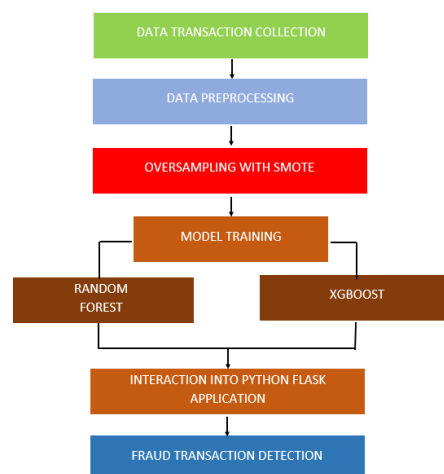 DATA TRANSACTION COLLECTION
DATA PREPROCESSING
OVERSAMPLING WITH SMOTE
MODEL TRAINING
RANDOM
FOREST
XGBOOST
INTERACTION INTO PYTHON FLASK
APPLICATION
FRAUD TRANSACTION DETECTION